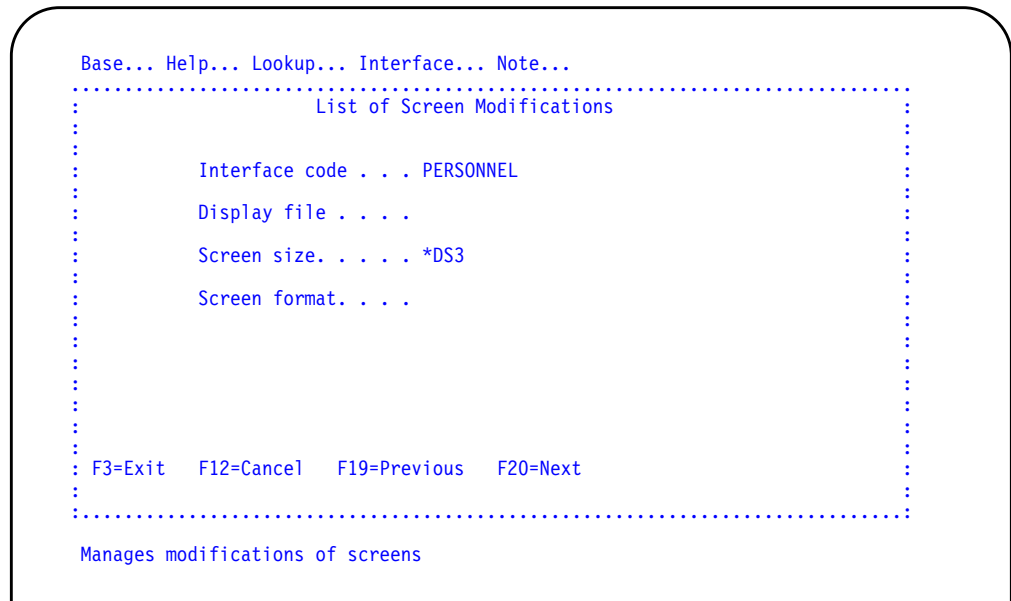 Base... Help... Lookup... Interface... Note...
List of Screen Modifications
Interface code . . . PERSONNEL
Display file . . . .
Screen size. . . . . *DS3
Screen format. . . .
F3=Exit F12=Cancel F19=Previous F20=Next
Manages modifications of screens